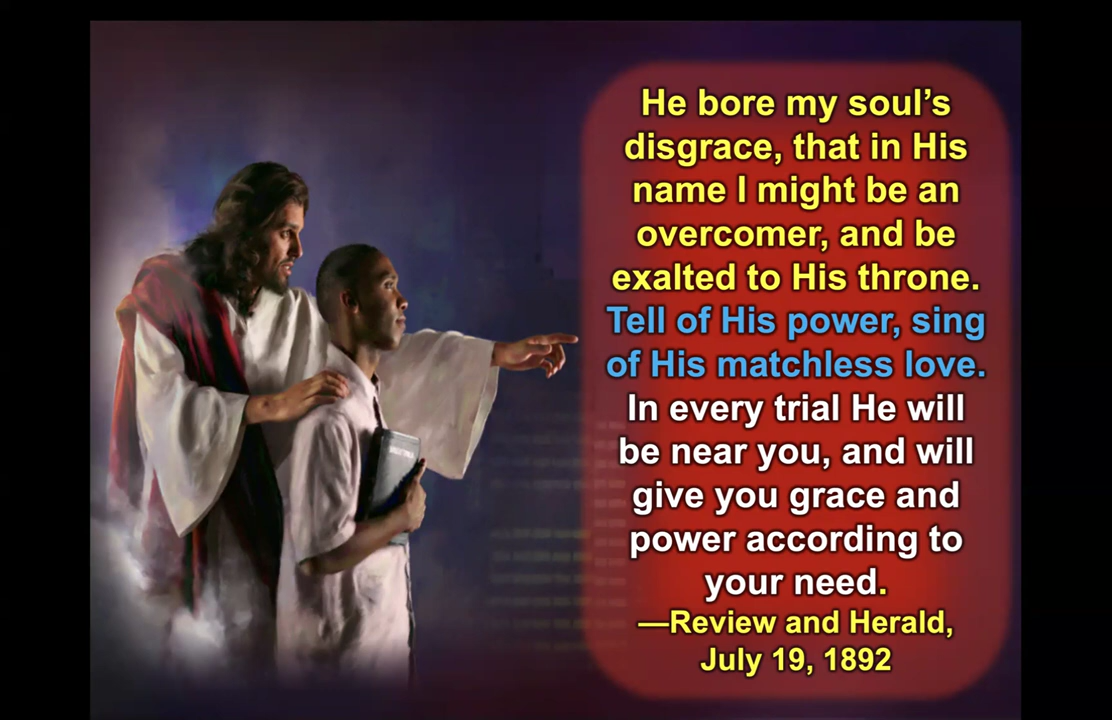 He bore my soul’s
disgrace, that in His
name I might be an
overcomer, and be
exalted to His throne.
Tell of His power, sing
of His matchless love.
In every trial He will
be near you, and will
give you grace and
power according to
your need.
—Review and Herald,
July 19, 1892